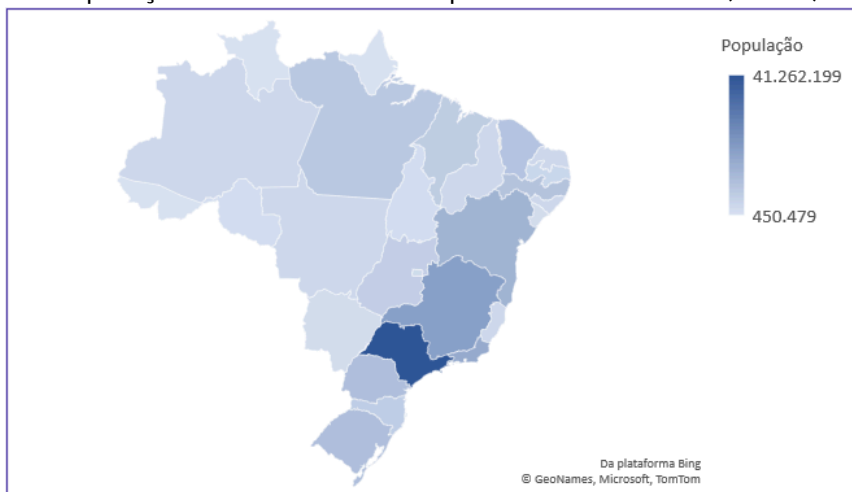 População
41.262.199
450.479
Da plataforma Bing
© GeoNames, Microsoft, TomTom